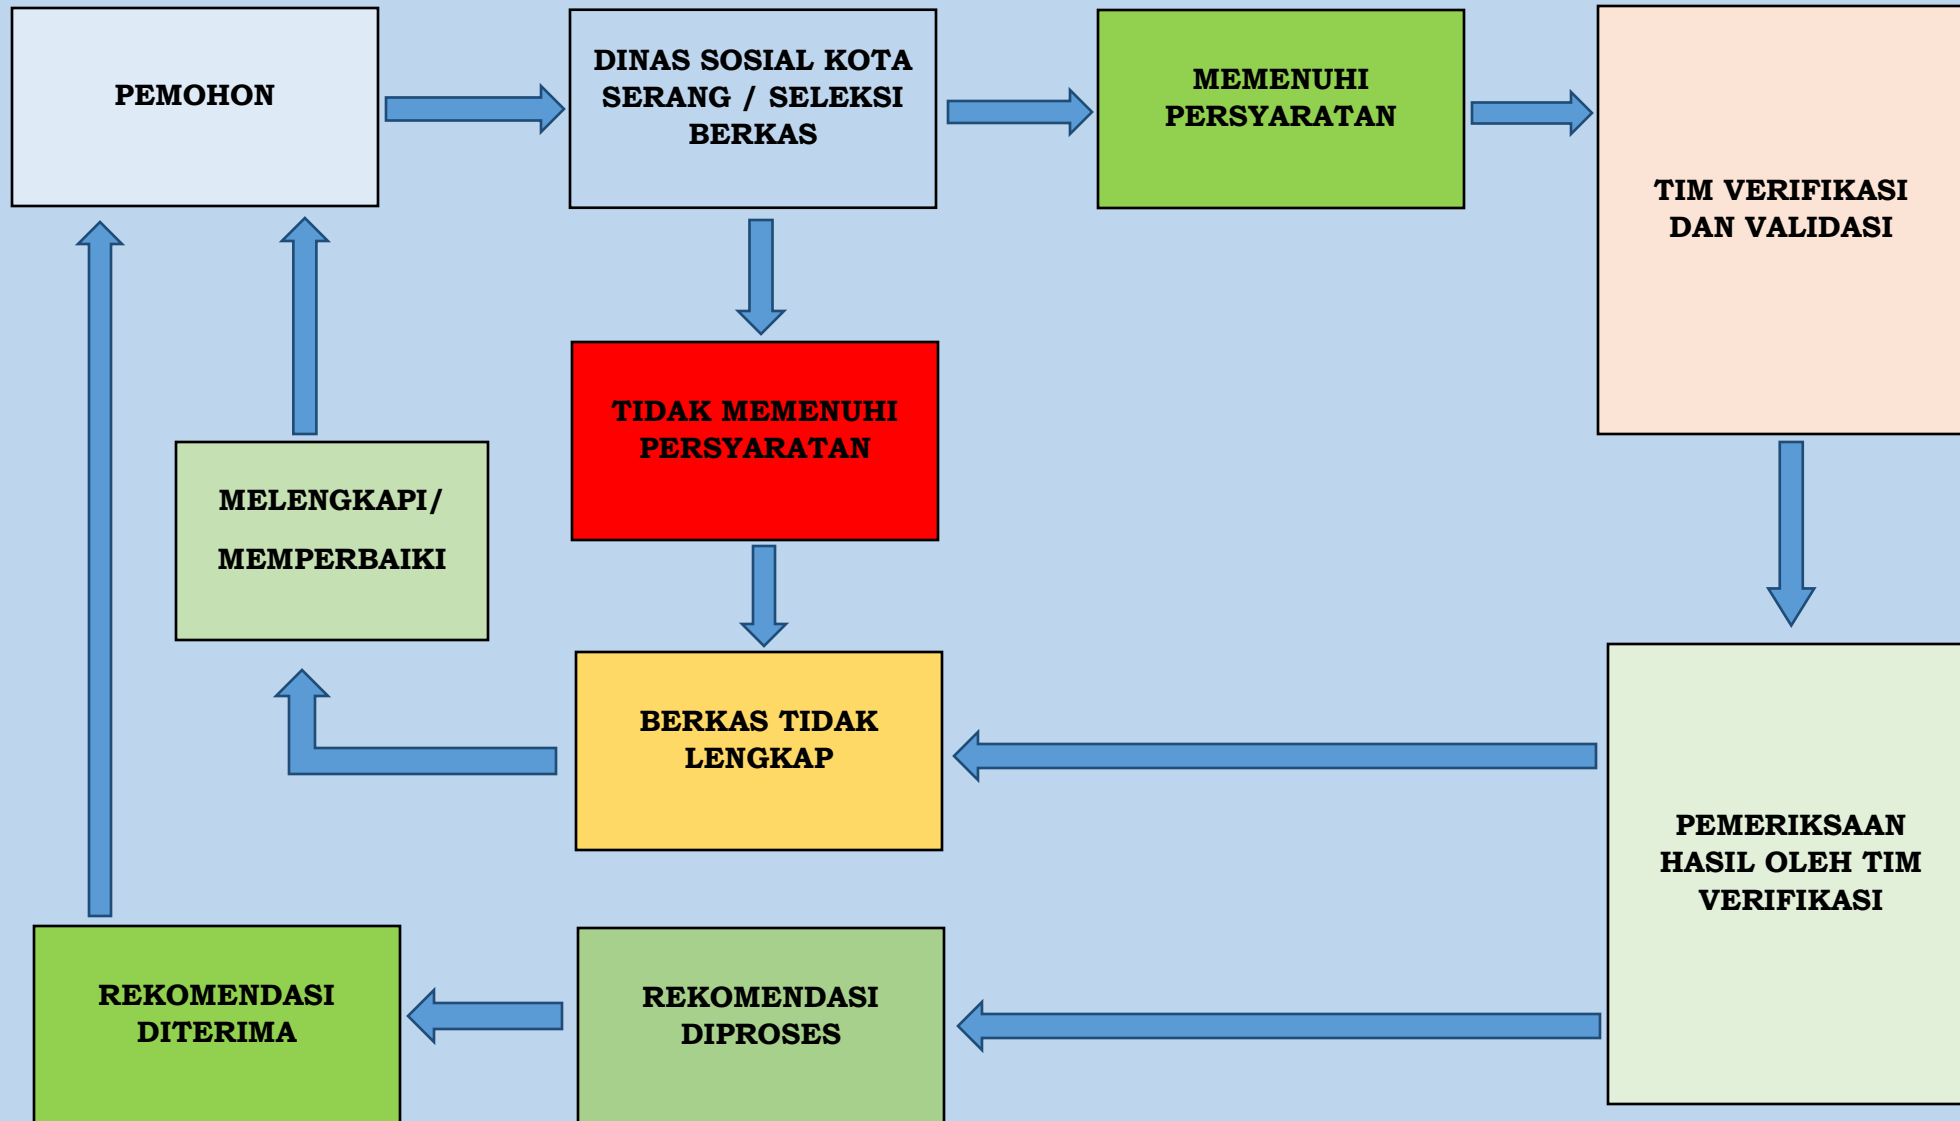 PEMOHON
DINAS SOSIAL KOTA
SERANG / SELEKSI
BERKAS
MEMENUHI
PERSYARATAN
TIM VERIFIKASI
DAN VALIDASI
TIDAK MEMENUHI
PERSYARATAN
MELENGKAPI/
MEMPERBAIKI
BERKAS TIDAK
LENGKAP
PEMERIKSAAN
HASIL OLEH TIM
VERIFIKASI
REKOMENDASI
DITERIMA
REKOMENDASI
DIPROSES